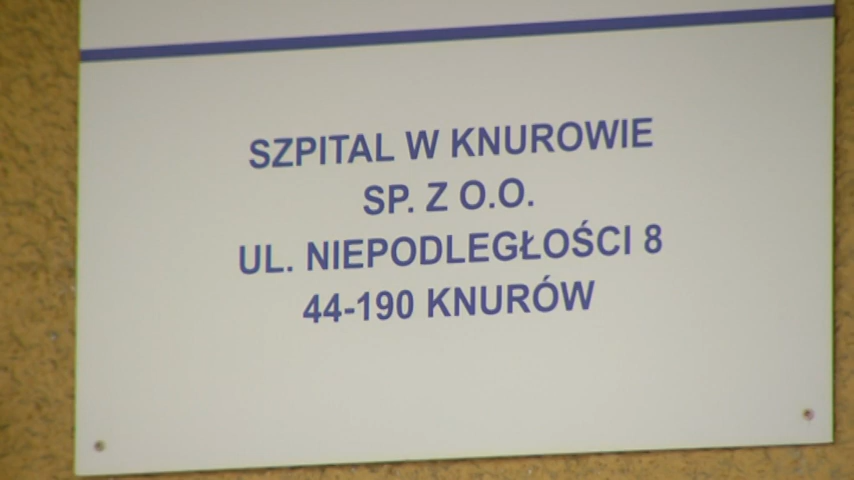 SZPITAL W KNUROWIE
SP. Z O.O.
UL. NIEPODLEGŁOŚCI 8
44-190 KNURÓW